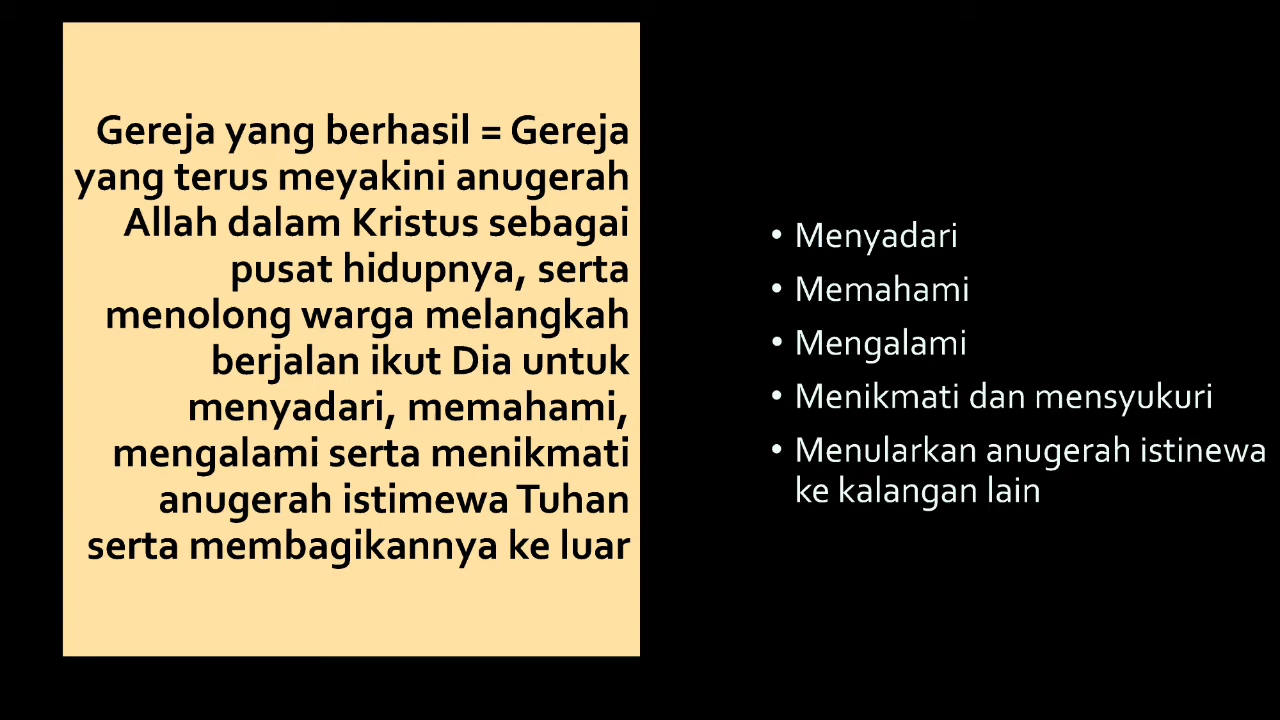 Gereja yang berhasil = Gereja
yang terus meyakini anugerah
Allah dalam Kristus sebagai
pusat hidupnya, serta
menolong warga melangkah
berjalan ikut Dia untuk
menyadari, memahami,
mengalami serta menikmati
anugerah istimewa Tuhan
serta membagikannya ke luar
• Menyadari
• Memahami
• Mengalami
• Menikmati dan mensyukuri
• Menularkan anugerah istinewa
ke kalangan lain